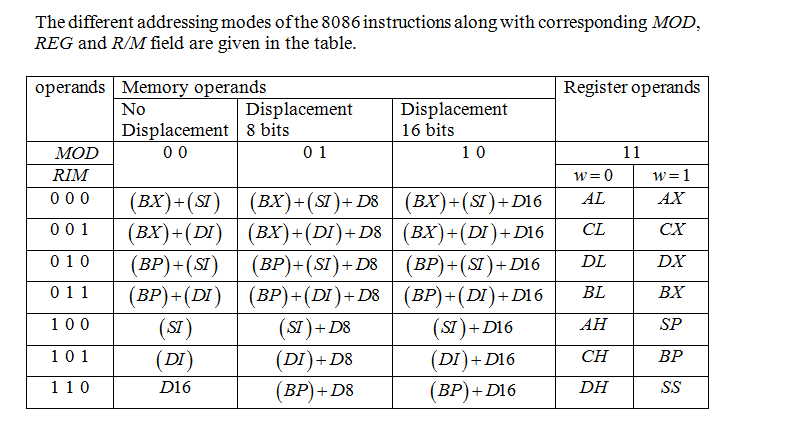 The different addressing modes of the 8086 instructions along with corresponding MOD,
REG and R/M field are given in the table.
operands Memory operands Register operands
No Displacement Displacement
Displacement 8 bits 16 bits
MOD 0 0 0 1 1 0 11
RIM w=0 w=1
0 0 0 (BX)+(SI) (BX)+(SI)+D8 (BX)+(SI)+D16 AL AX
0 0 1 (BX)+(DI) (BX)+(DI)+D8 (BX)+(DI)+D16 CL CX
0 1 0 (BP)+(SI) (BP)+(SI)+D8 (BP)+(SI)+D16 DL DX
0 1 1 (BP)+(DI) (BP)+(DI)+D8 (BP)+(DI)+D16 BL BX
1 0 0 (SI) (SI)+D8 (SI)+D16 AH SP
1 0 1 (DI) (DI)+D8 (DI)+D16 CH BP
1 1 0 D16 (BP)+D8 (BP)+D16 DH SS